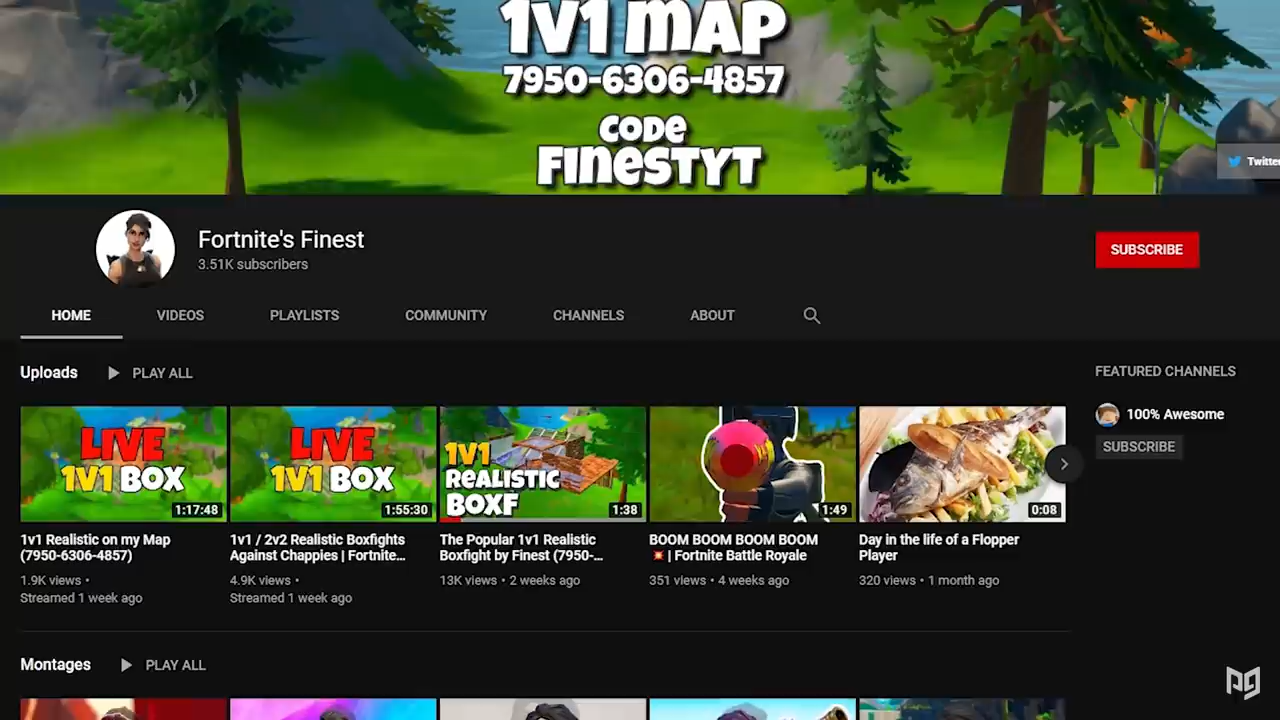 1V1 MAP
7950-6306-4857
CODE
FINESTYT
Twitter
Fortnite's Finest
3.51K subscribers
SUBSCRIBE
HOME
VIDEOS
PLAYLISTS
COMMUNITY
CHANNELS
ABOUT
Uploads
PLAY ALL
FEATURED CHANNELS
100% Awesome
SUBSCRIBE
LIVE
1V1 BOX
1:17:48
1v1 Realistic on my Map
(7950-6306-4857)
1.9K views •
Streamed 1 week ago
LIVE
1V1 BOX
1:55:30
1v1 / 2v2 Realistic Boxfights
Against Chappies | Fortnite...
4.9K views •
Streamed 1 week ago
1V1
REALISTIC
BOXF
1:38
The Popular 1v1 Realistic
Boxfight by Finest (7950-...
13K views • 2 weeks ago
1:49
BOOM BOOM BOOM BOOM
💥 | Fortnite Battle Royale
351 views • 4 weeks ago
0:08
Day in the life of a Flopper
Player
320 views • 1 month ago
Montages
PLAY ALL